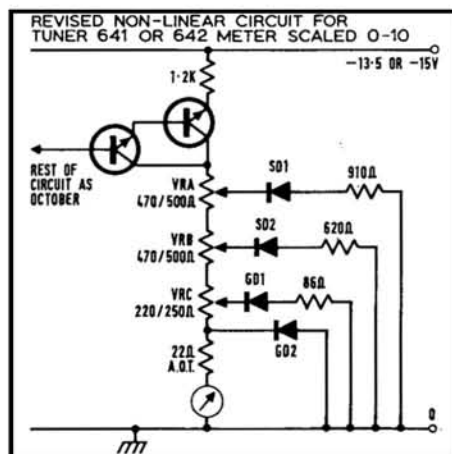 REVISED NON-LINEAR CIRCUIT FOR
TUNER 641 OR 642 METER SCALED 0-10
-13.5 OR -15V
1·2K
REST OF
CIRCUIT AS
OCTOBER
VRA
470/500Ω
SD1
910Ω
VRB
470/500Ω
SD2
620Ω
VRC
220/250Ω
GD1
86Ω
GD2
22Ω
A.O.T.
0